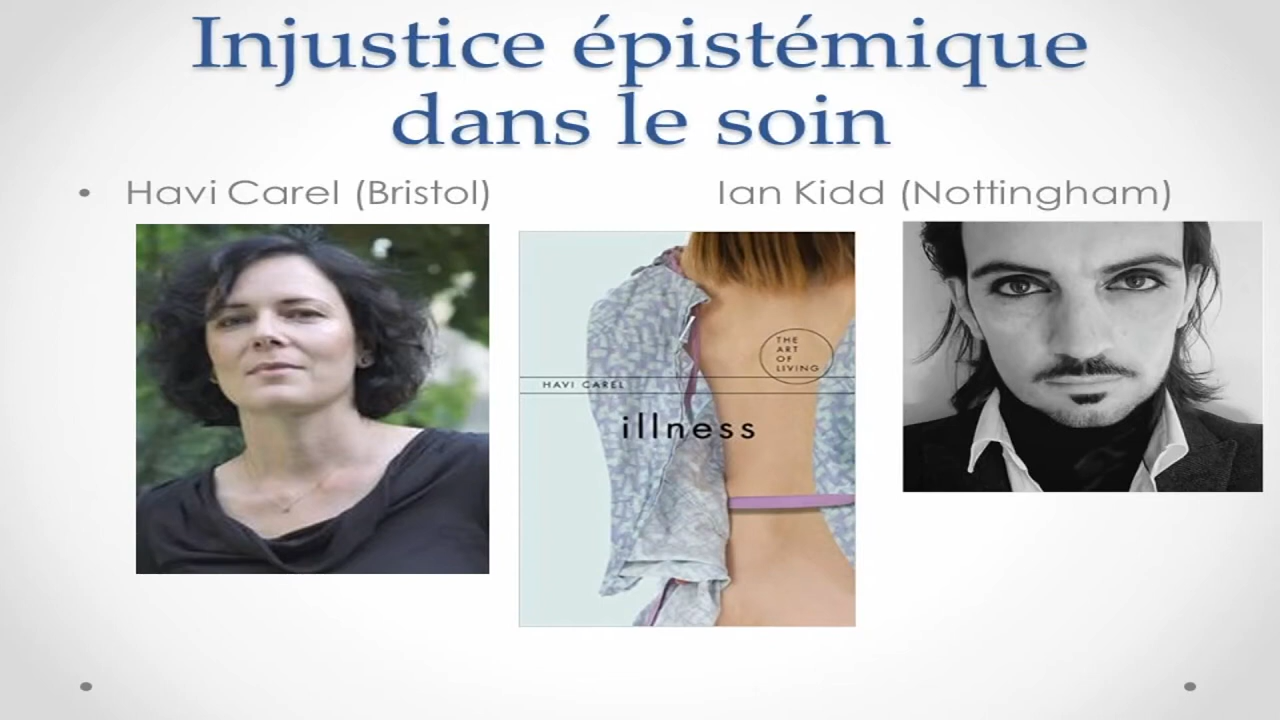 Injustice épistémique
dans le soin
• Havi Carel (Bristol) Ian Kidd (Nottingham)
THE
ART
OF
LIVING
HAVI CAREL
illness